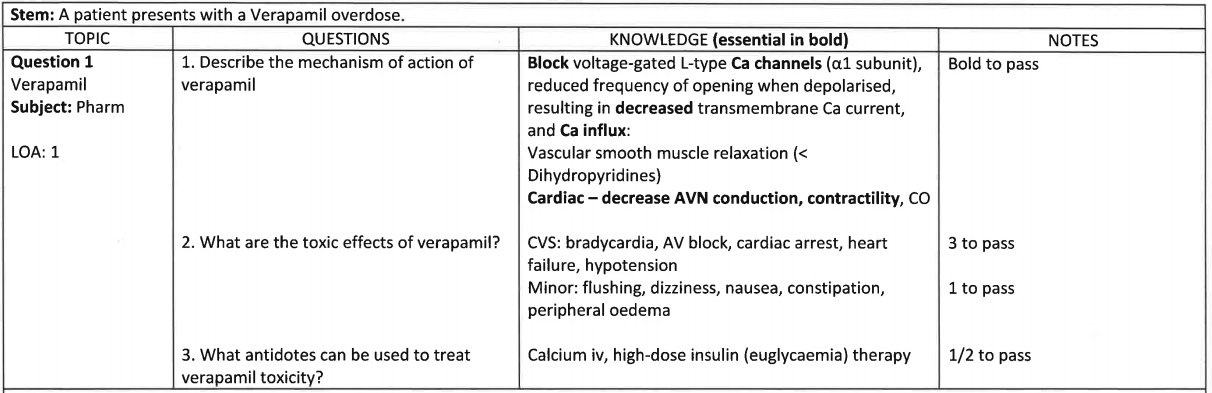 Stem: A patient presents with a Verapamil overdose.
TOPIC
QUESTIONS
KNOWLEDGE (essential in bold)
NOTES
Question 1
Verapamil
Subject: Pharm
LOA: 1
1. Describe the mechanism of action of
verapamil
Block voltage-gated L-type Ca channels (α1 subunit),
reduced frequency of opening when depolarised,
resulting in decreased transmembrane Ca current,
and Ca influx:
Vascular smooth muscle relaxation (<
Dihydropyridines)
Cardiac – decrease AVN conduction, contractility, CO
Bold to pass
2. What are the toxic effects of verapamil?
CVS: bradycardia, AV block, cardiac arrest, heart
failure, hypotension
Minor: flushing, dizziness, nausea, constipation,
peripheral oedema
3 to pass
1 to pass
3. What antidotes can be used to treat
verapamil toxicity?
Calcium iv, high-dose insulin (euglycaemia) therapy
1/2 to pass